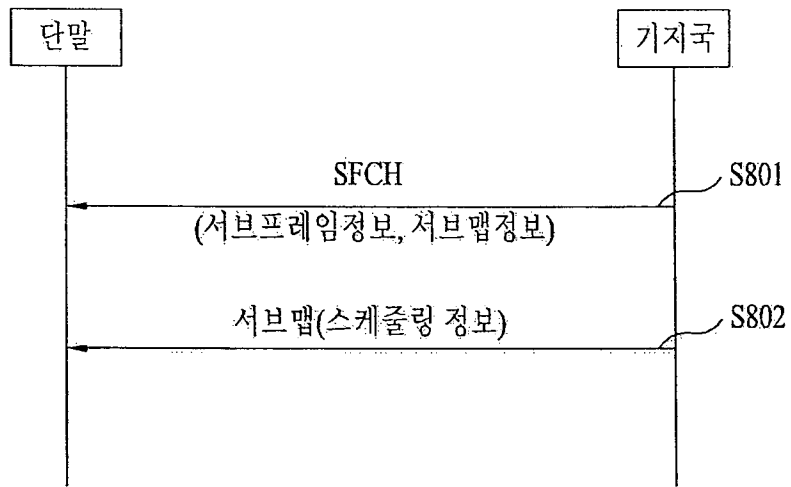 단말
기지국
SFCH
S801
(서브프레임정보, 서브맵정보)
서브맵(스케줄링 정보)
S802